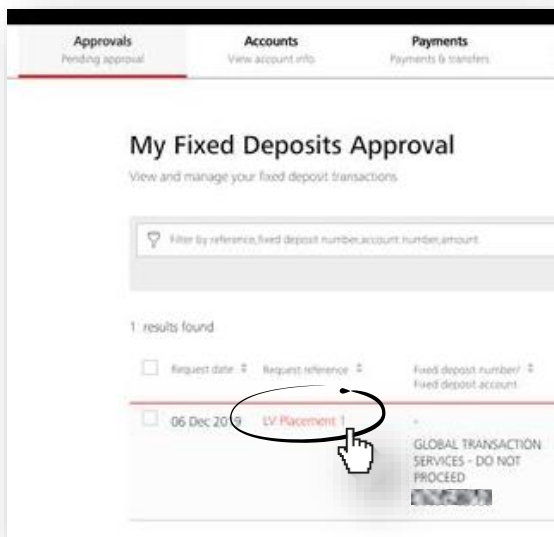 Approvals Accounts Payments
Pending approval View account info Payments & transfers
My Fixed Deposits Approval
View and manage your fixed deposit transactions
Filter by reference,fixed deposit number,account number,amount
1 results found
Request date Request reference Fixed deposit number/
Fixed deposit account
06 Dec 2019 LV Placement 1 -
GLOBAL TRANSACTION
SERVICES - DO NOT
PROCEED